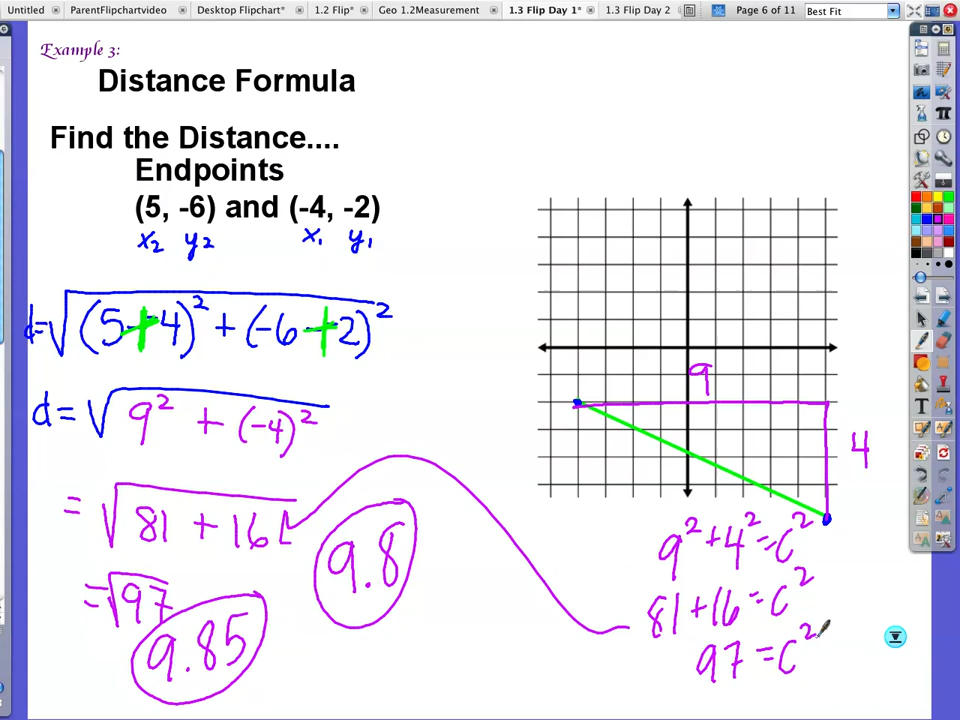 Untitled ParentFlipchartvideo Desktop Flipchart* 1.2 Flip* Geo 1.2Measurement 1.3 Flip Day 1* 1.3 Flip Day 2 Page 6 of 11 Best Fit
Example 3:
Distance Formula
Find the Distance....
Endpoints
(5, -6) and (-4, -2)
x₂ y₂ x₁ y₁
d=√(5-+4)² + (-6-+2)²
d= √9² + (-4)²
= √81 + 16
=√97
9.85
9.8
9
4
9²+4²=c²
81+16=c²
97=c²
T